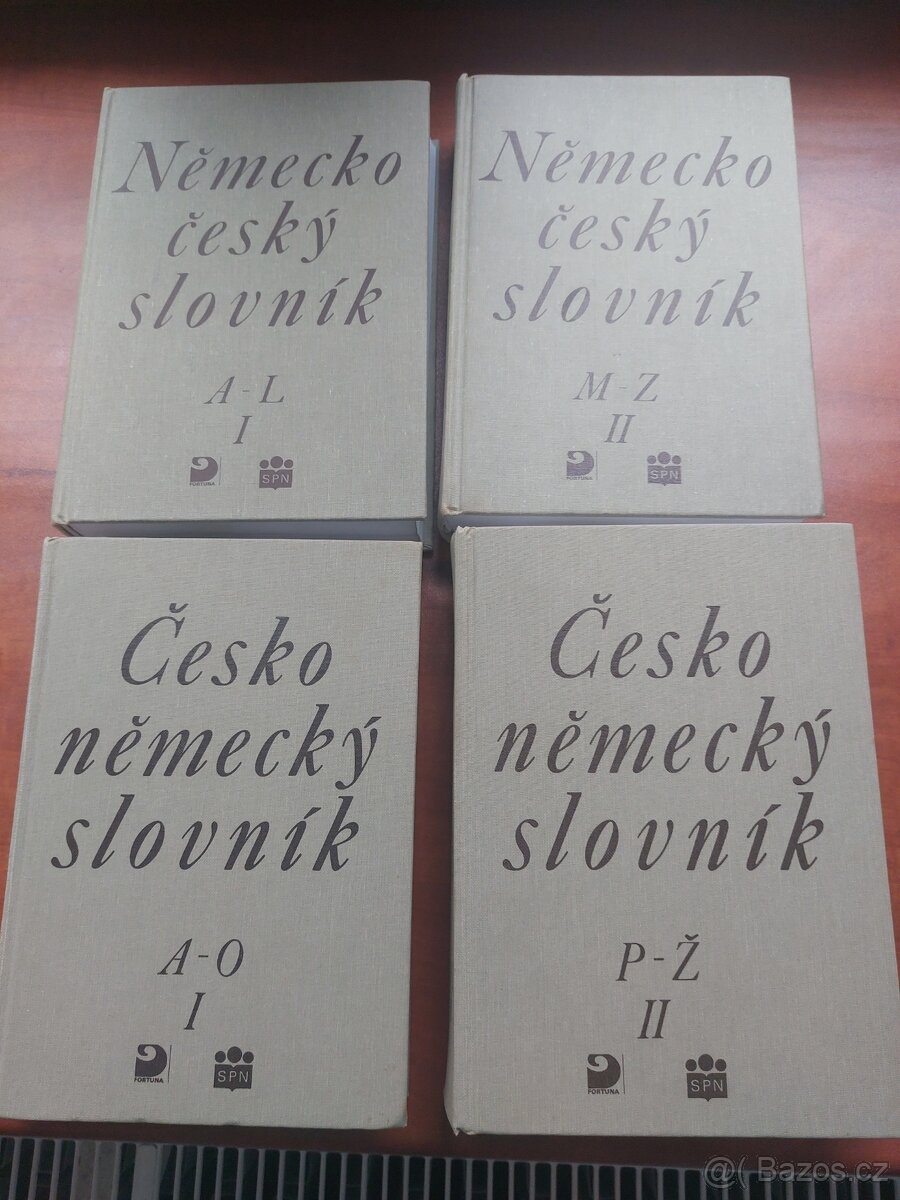 Německo
český
slovník
A-L
I
FORTUNA
SPN
Německo
český
slovník
M-Z
II
FORTUNA
SPN
Česko
německý
slovník
A-O
I
FORTUNA
SPN
Česko
německý
slovník
P-Ž
II
FORTUNA
SPN
@( Bazos.cz